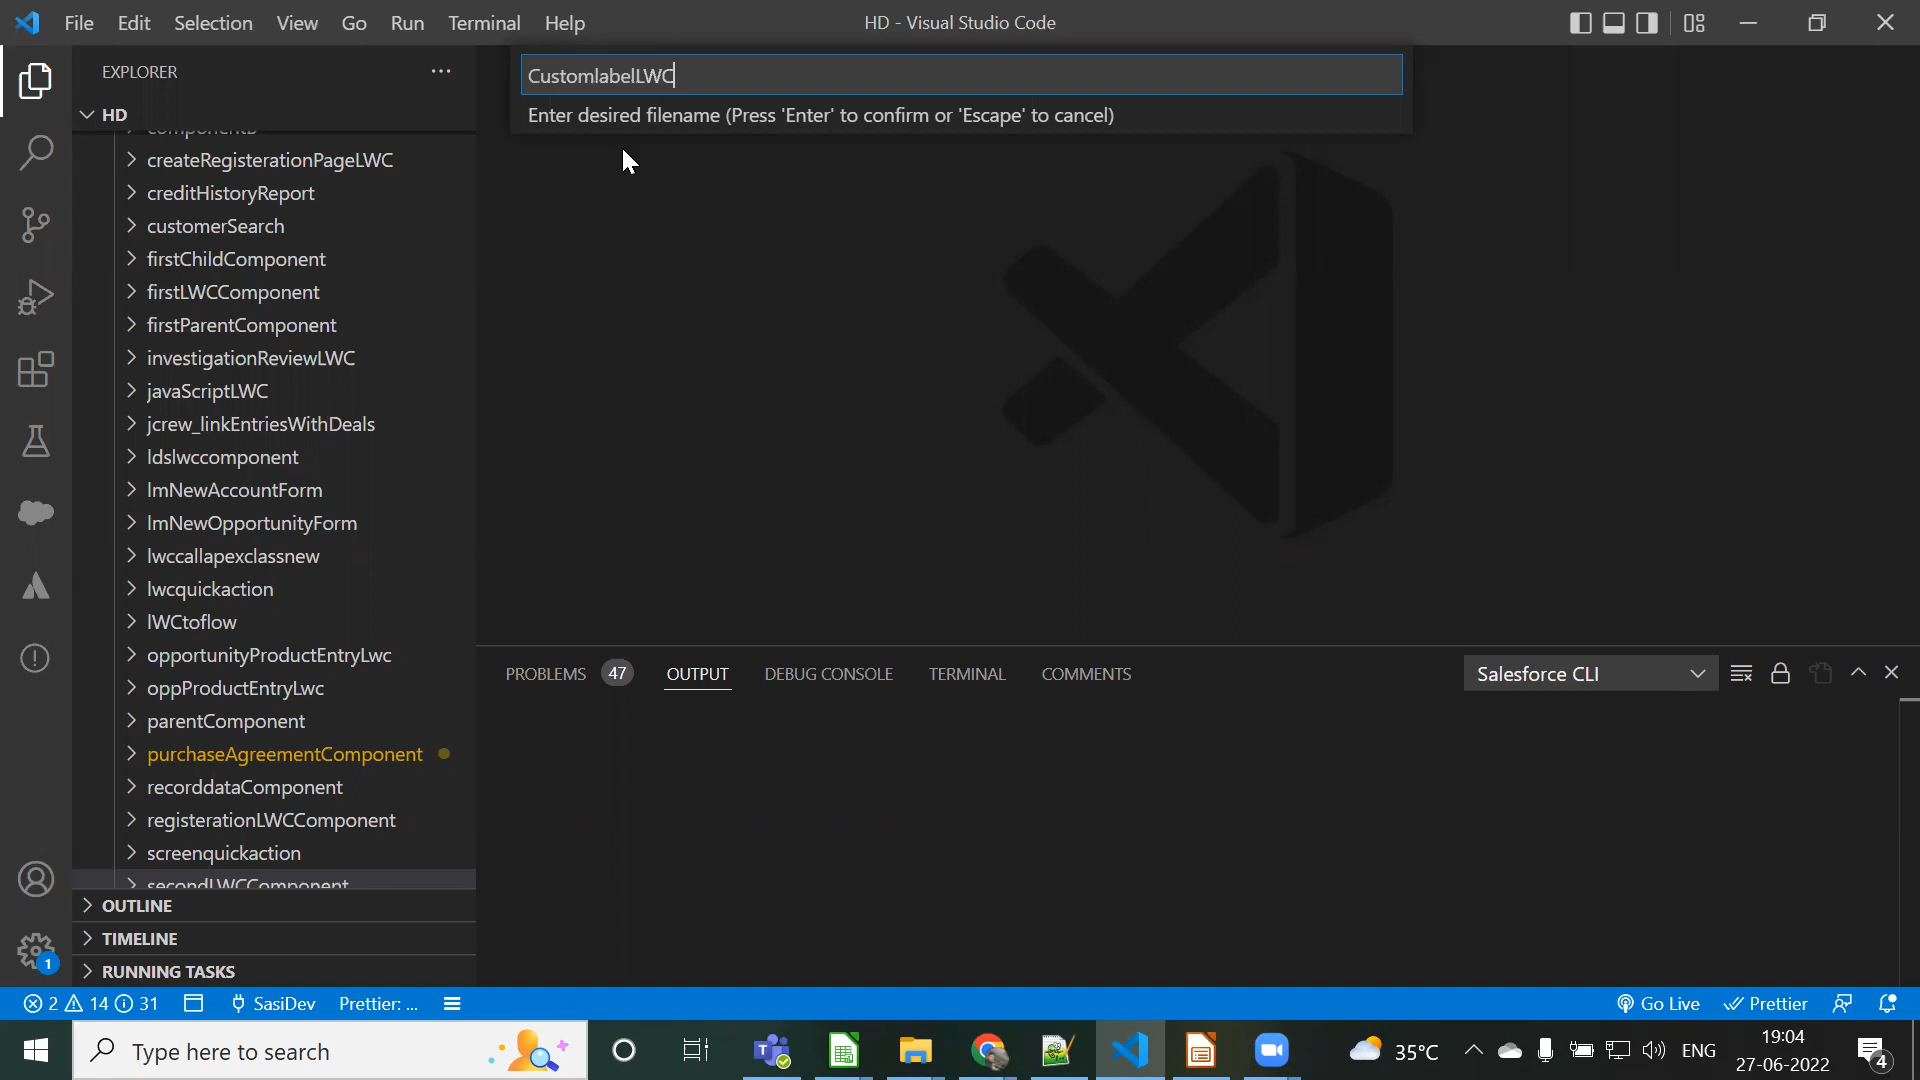 File Edit Selection View Go Run Terminal Help
HD - Visual Studio Code
EXPLORER
HD
CustomlabelLWC
Enter desired filename (Press 'Enter' to confirm or 'Escape' to cancel)
componentb
createRegisterationPageLWC
creditHistoryReport
customerSearch
firstChildComponent
firstLWCComponent
firstParentComponent
investigationReviewLWC
javaScriptLWC
jcrew_linkEntriesWithDeals
ldslwccomponent
lmNewAccountForm
lmNewOpportunityForm
lwccallapexclassnew
lwcquickaction
lWCtoflow
opportunityProductEntryLwc
oppProductEntryLwc
parentComponent
purchaseAgreementComponent
recorddataComponent
registerationLWCComponent
screenquickaction
secondLWCComponent
OUTLINE
TIMELINE
RUNNING TASKS
PROBLEMS 47 OUTPUT DEBUG CONSOLE TERMINAL COMMENTS
Salesforce CLI
1
2 14 31 SasiDev Prettier: ...
Go Live Prettier
Type here to search
35°C
ENG
19:04
27-06-2022
4